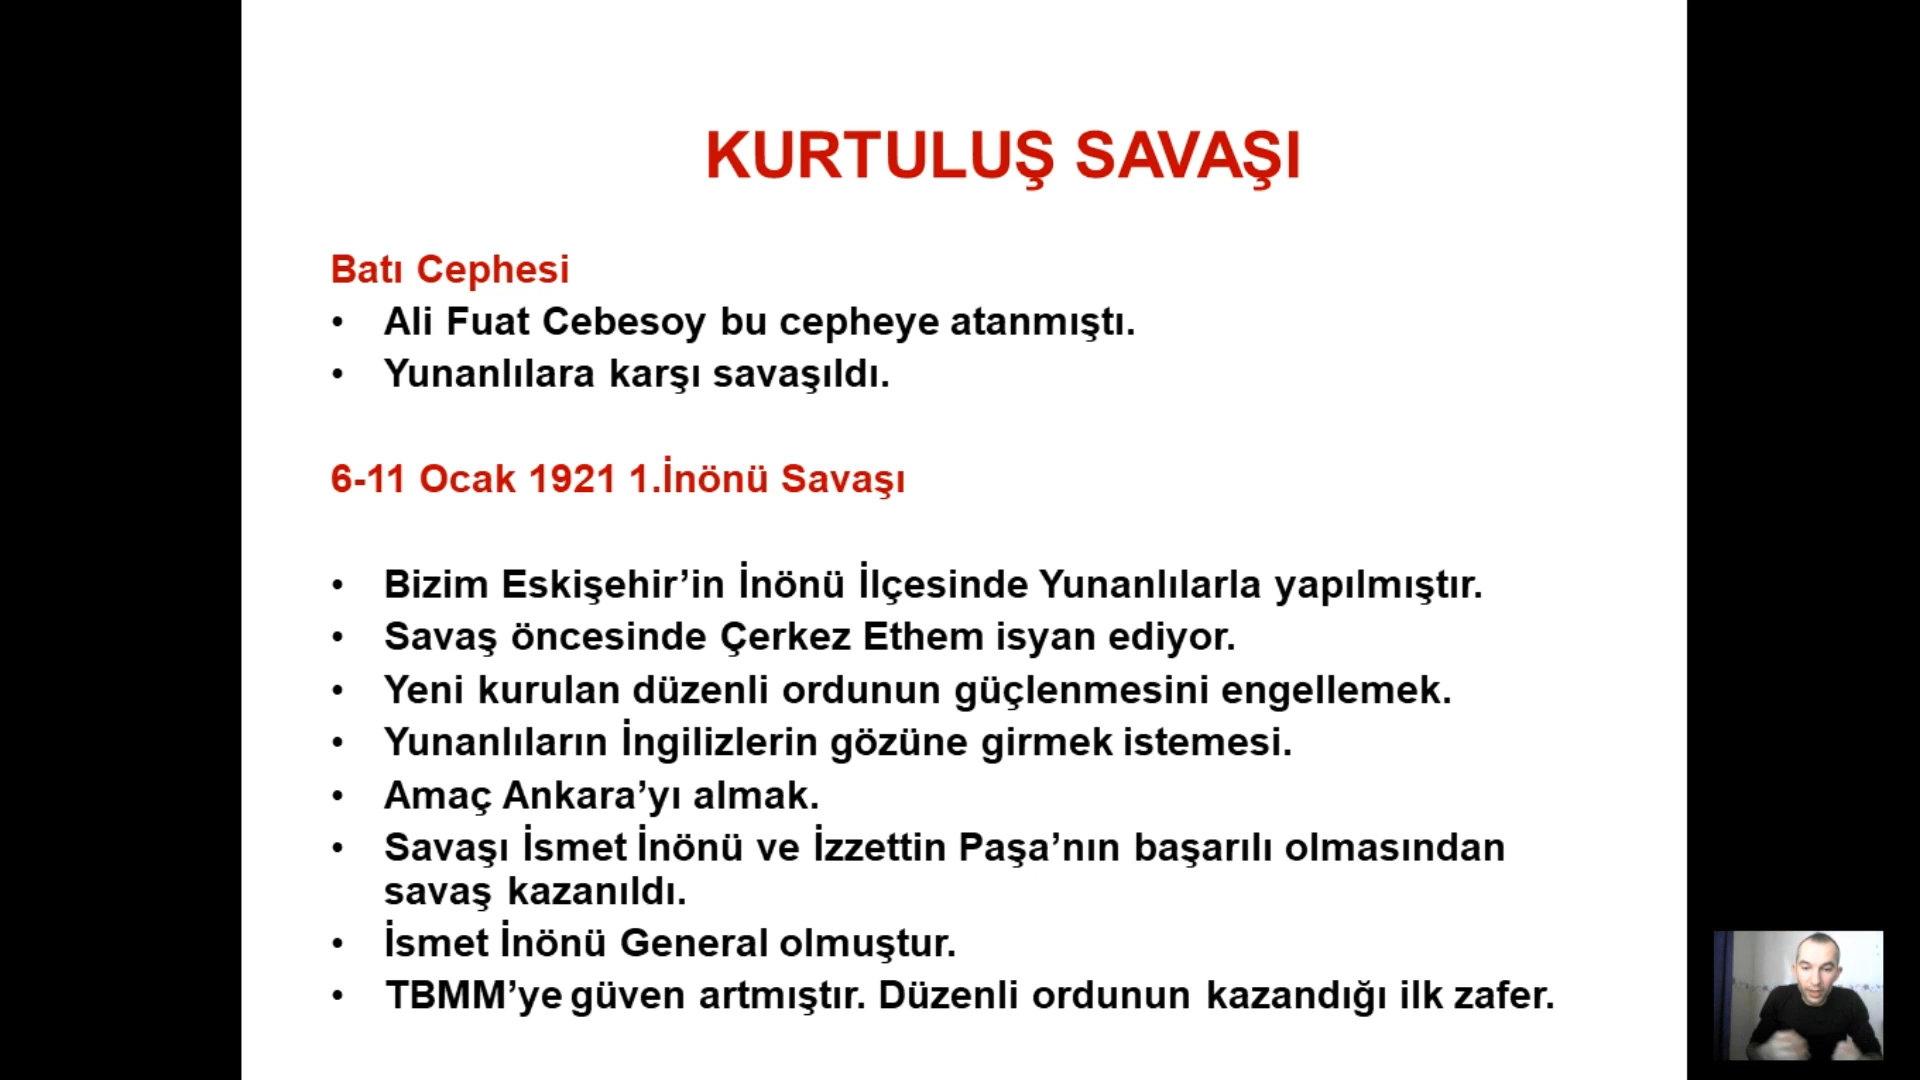 KURTULUŞ SAVAŞI
Batı Cephesi
• Ali Fuat Cebesoy bu cepheye atanmıştı.
• Yunanlılara karşı savaşıldı.
6-11 Ocak 1921 1.İnönü Savaşı
• Bizim Eskişehir’in İnönü İlçesinde Yunanlılarla yapılmıştır.
• Savaş öncesinde Çerkez Ethem isyan ediyor.
• Yeni kurulan düzenli ordunun güçlenmesini engellemek.
• Yunanlıların İngilizlerin gözüne girmek istemesi.
• Amaç Ankara’yı almak.
• Savaşı İsmet İnönü ve İzzettin Paşa’nın başarılı olmasından
savaş kazanıldı.
• İsmet İnönü General olmuştur.
• TBMM’ye güven artmıştır. Düzenli ordunun kazandığı ilk zafer.